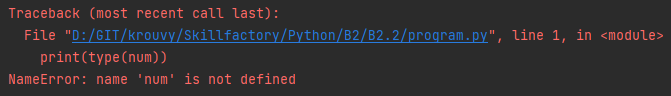 Traceback (most recent call last):
  File "D:/GIT/krouvy/Skillfactory/Python/B2/B2.2/program.py", line 1, in <module>
    print(type(num))
NameError: name 'num' is not defined